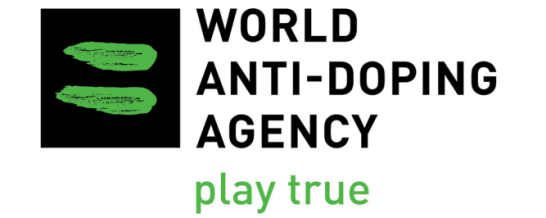 WORLD
ANTI-DOPING
AGENCY
play true